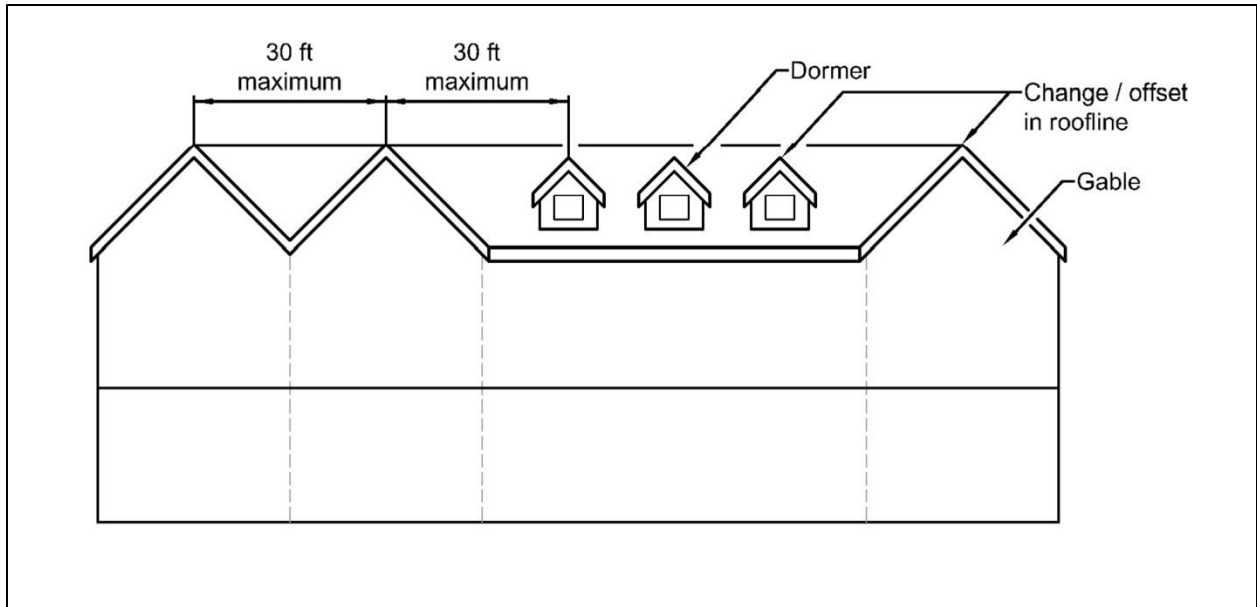 30 ft
maximum
30 ft
maximum
Dormer
Change / offset
in roofline
Gable